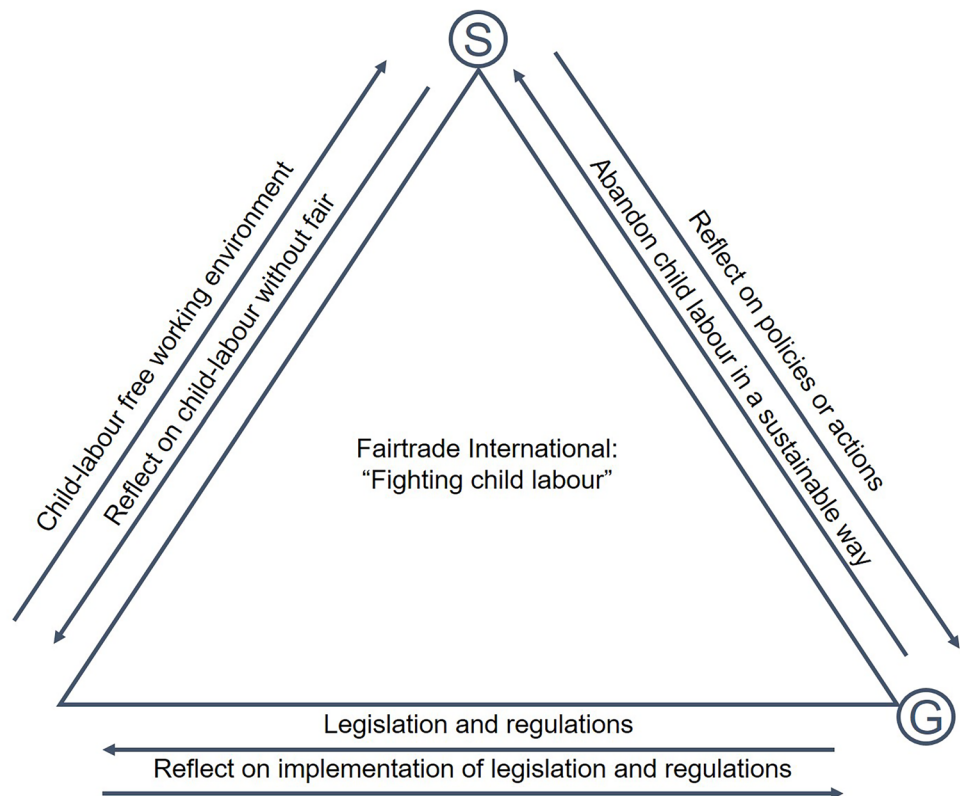 S
Child-labour free working environment
Reflect on child-labour without fair
Abandon child labour in a sustainable way
Reflect on policies or actions
Fairtrade International:
“Fighting child labour”
G
Legislation and regulations
Reflect on implementation of legislation and regulations